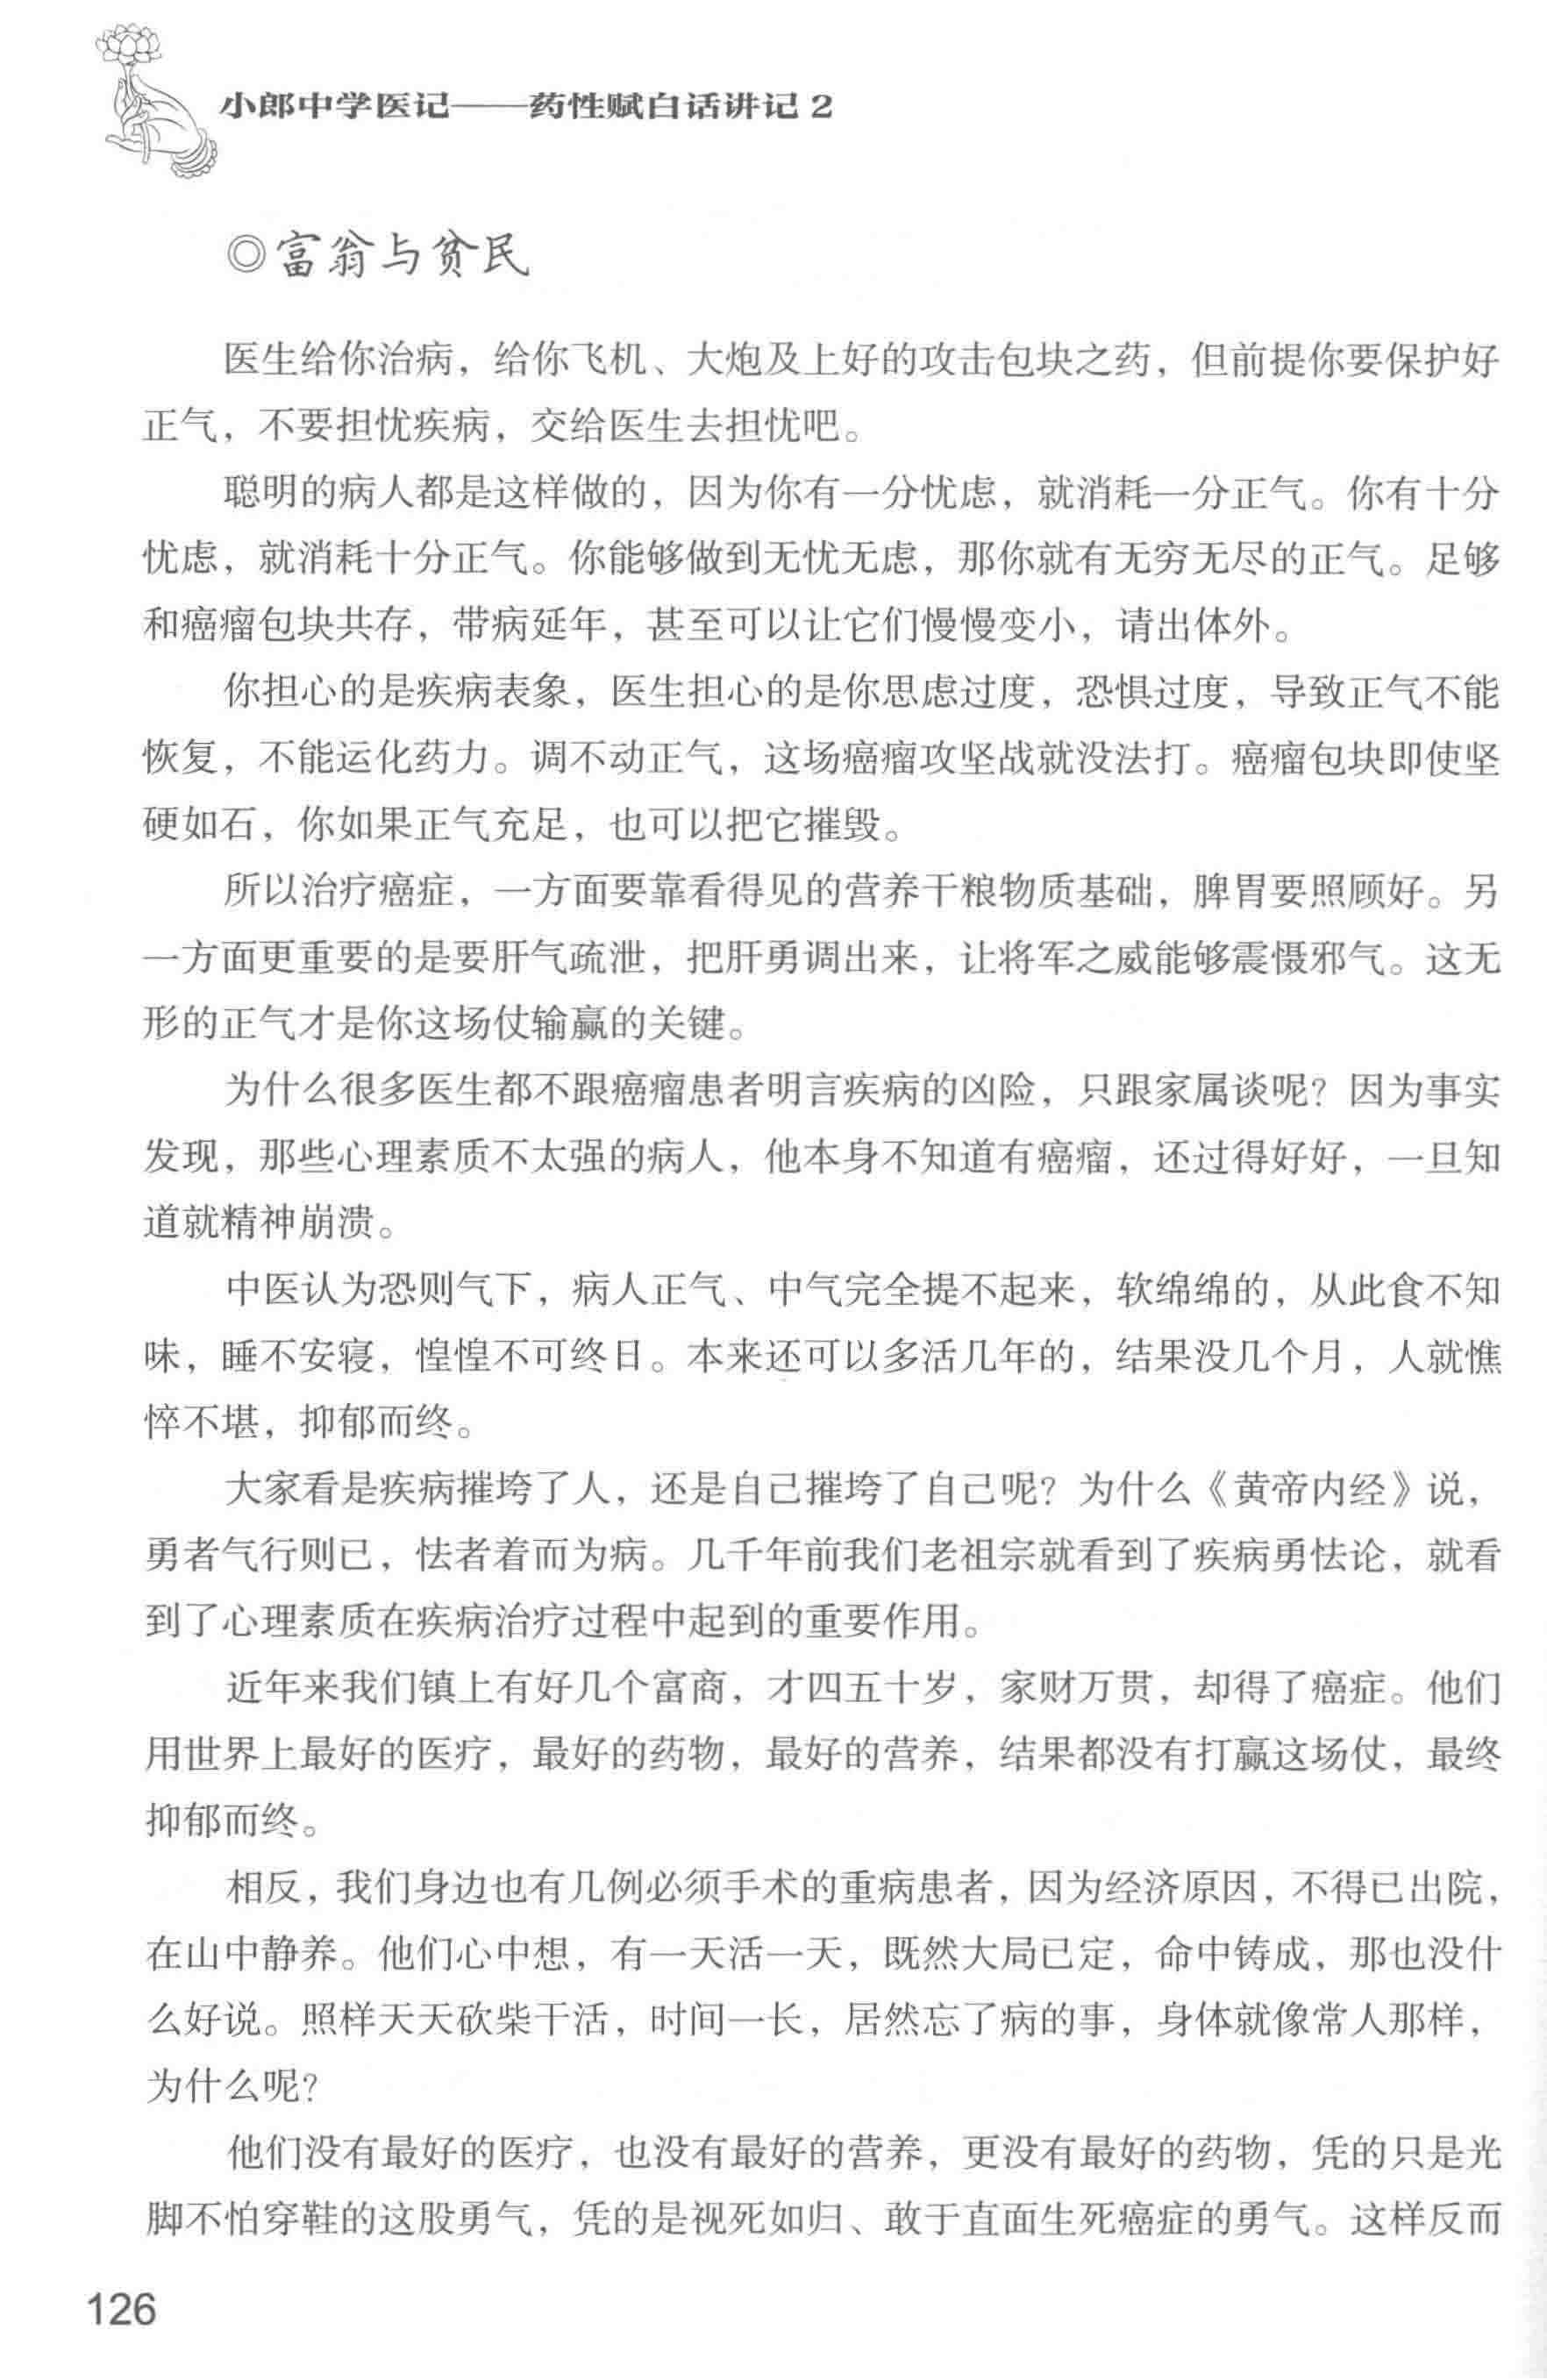 小郎中学医记——药性赋白话讲记2
◎富翁与贫民
医生给你治病，给你飞机、大炮及上好的攻击包块之药，但前提你要保护好
正气，不要担忧疾病，交给医生去担忧吧。
聪明的病人都是这样做的，因为你有一分忧虑，就消耗一分正气。你有十分
忧虑，就消耗十分正气。你能够做到无忧无虑，那你就有无穷无尽的正气。足够
和癌瘤包块共存，带病延年，甚至可以让它们慢慢变小，请出体外。
你担心的是疾病表象，医生担心的是你思虑过度，恐惧过度，导致正气不能
恢复，不能运化药力。调不动正气，这场癌瘤攻坚战就没法打。癌瘤包块即使坚
硬如石，你如果正气充足，也可以把它摧毁。
所以治疗癌症，一方面要靠看得见的营养干粮物质基础，脾胃要照顾好。另
一方面更重要的是要肝气疏泄，把肝勇调出来，让将军之威能够震慑邪气。这无
形的正气才是你这场仗输赢的关键。
为什么很多医生都不跟癌瘤患者明言疾病的凶险，只跟家属谈呢？因为事实
发现，那些心理素质不太强的病人，他本身不知道有癌瘤，还过得好好，一旦知
道就精神崩溃。
中医认为恐则气下，病人正气、中气完全提不起来，软绵绵的，从此食不知
味，睡不安寝，惶惶不可终日。本来还可以多活几年的，结果没几个月，人就憔
悴不堪，抑郁而终。
大家看是疾病摧垮了人，还是自己摧垮了自己呢？为什么《黄帝内经》说，
勇者气行则已，怯者着而为病。几千年前我们老祖宗就看到了疾病勇怯论，就看
到了心理素质在疾病治疗过程中起到的重要作用。
近年来我们镇上有好几个富商，才四五十岁，家财万贯，却得了癌症。他们
用世界上最好的医疗，最好的药物，最好的营养，结果都没有打赢这场仗，最终
抑郁而终。
相反，我们身边也有几例必须手术的重病患者，因为经济原因，不得已出院，
在山中静养。他们心中想，有一天活一天，既然大局已定，命中铸成，那也没什
么好说。照样天天砍柴干活，时间一长，居然忘了病的事，身体就像常人那样，
为什么呢？
他们没有最好的医疗，也没有最好的营养，更没有最好的药物，凭的只是光
脚不怕穿鞋的这股勇气，凭的是视死如归、敢于直面生死癌症的勇气。这样反而
126